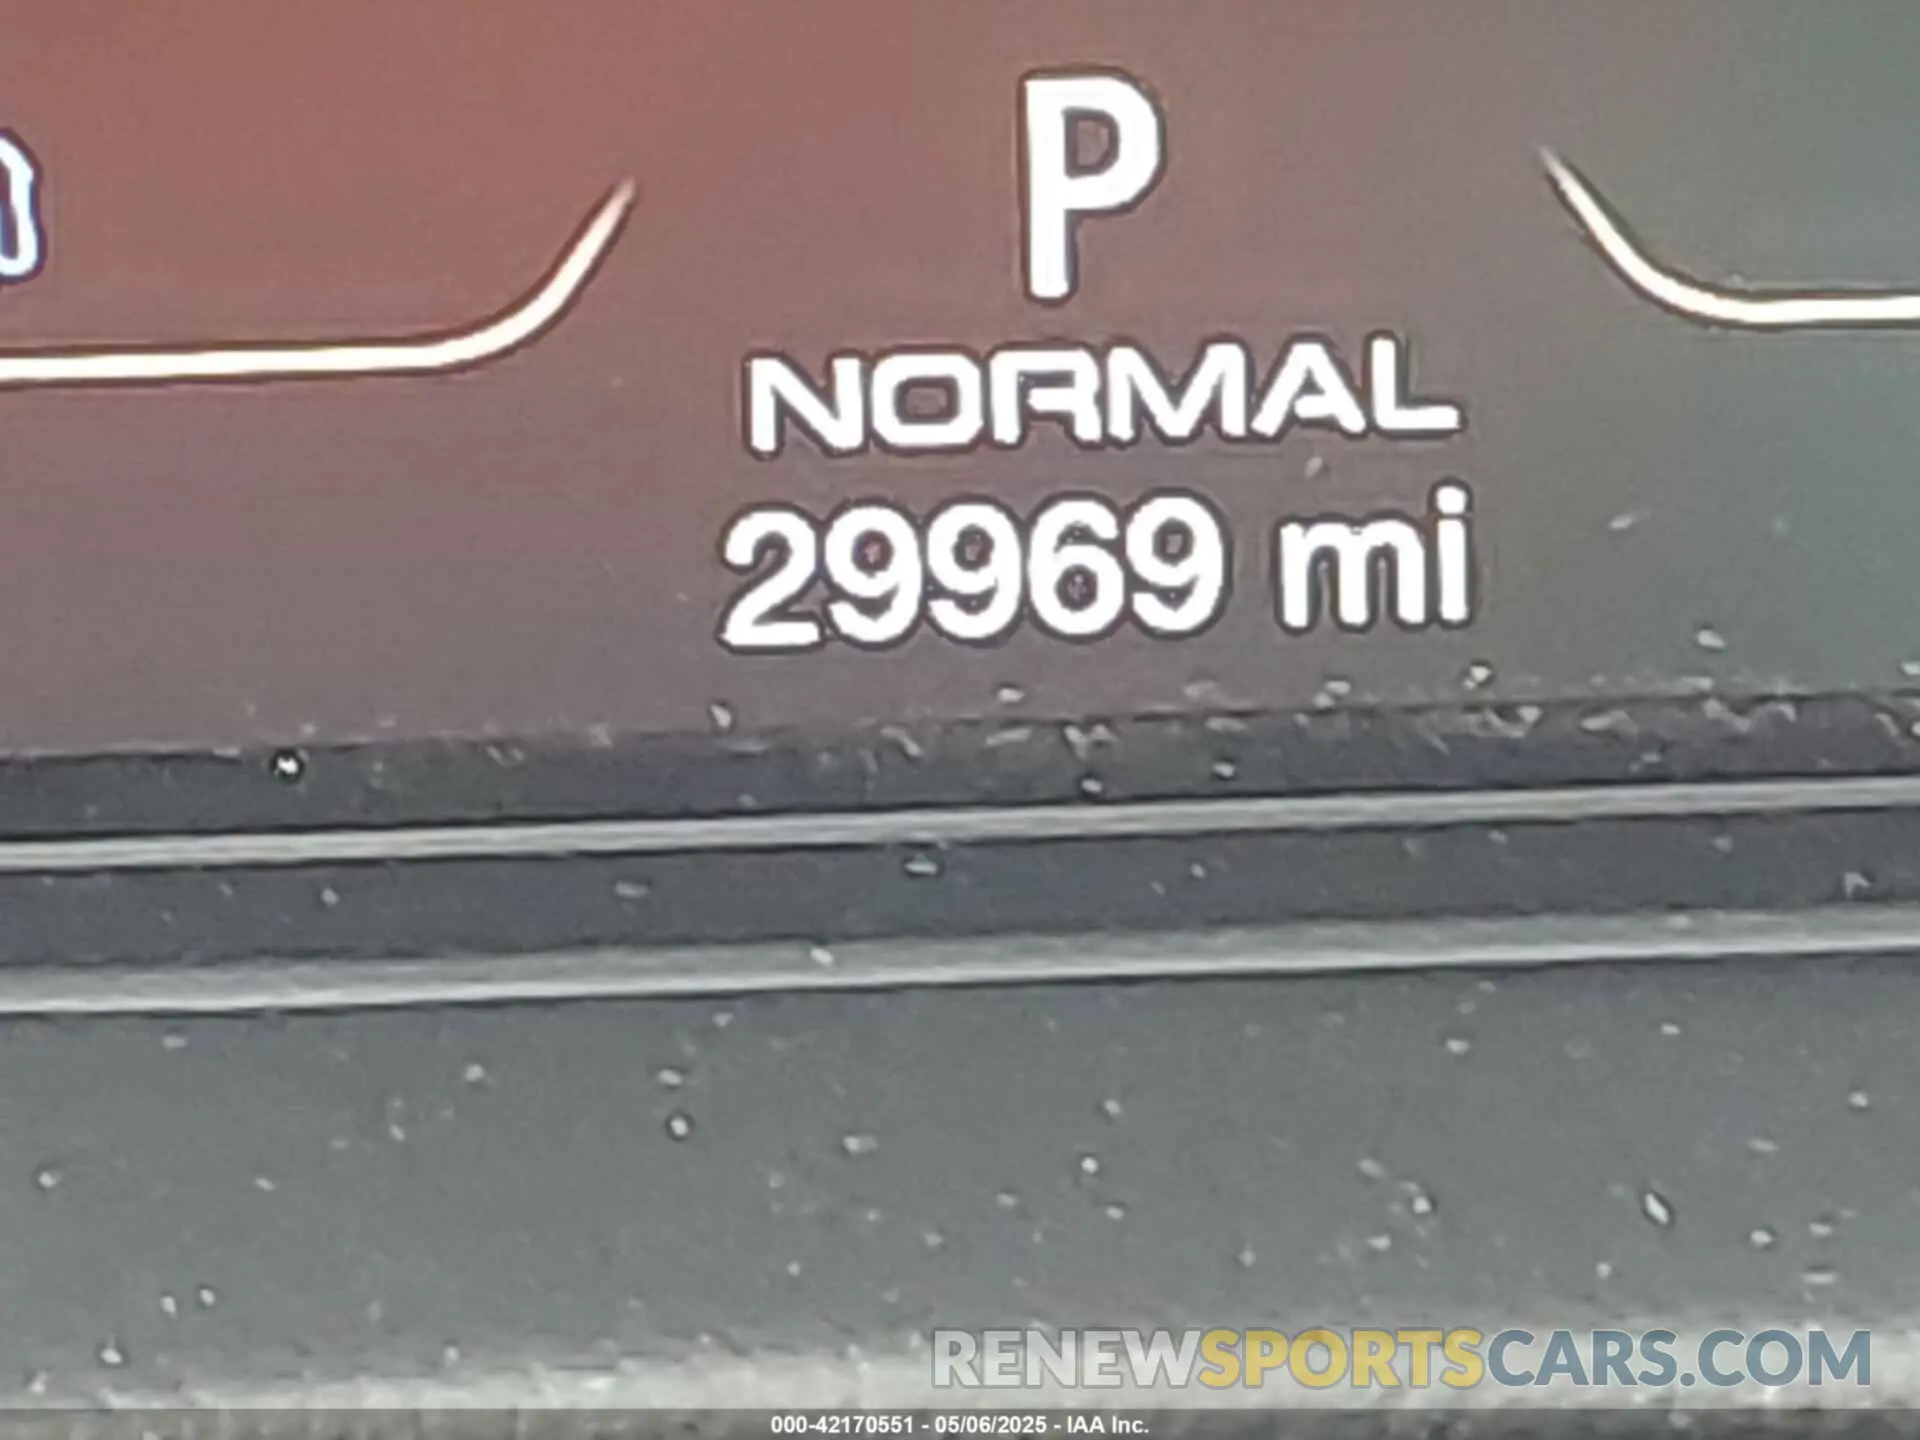 P
NORMAL
29969 mi
RENEWSPORTSCARS.COM
000-42170551 - 05/06/2025 - IAA Inc.